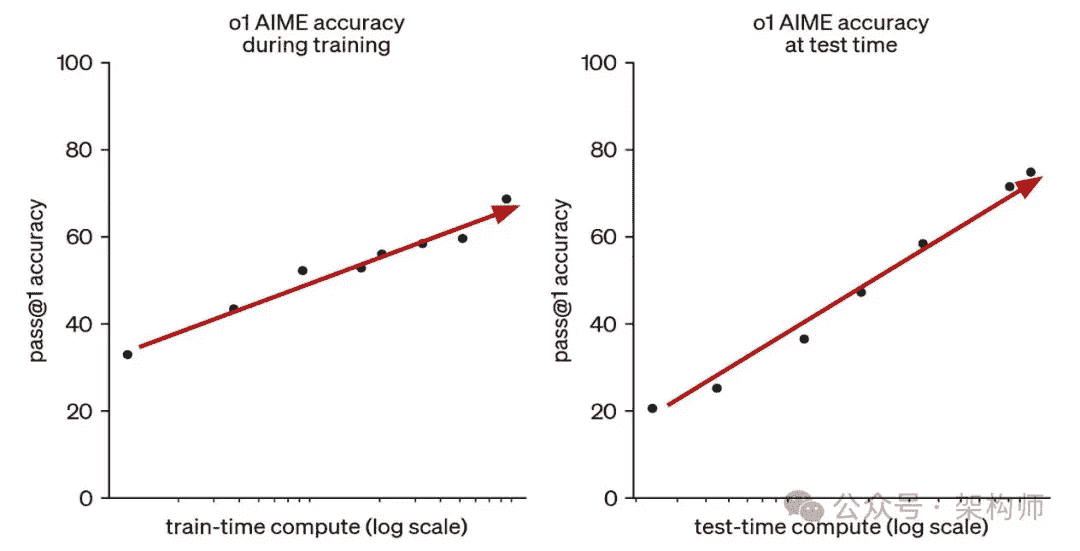 o1 AIME accuracy
during training
100
80
60
40
20
0
pass@1 accuracy
train-time compute (log scale)
o1 AIME accuracy
at test time
100
80
60
40
20
0
pass@1 accuracy
test-time compute (log scale)
公众号 · 架构师